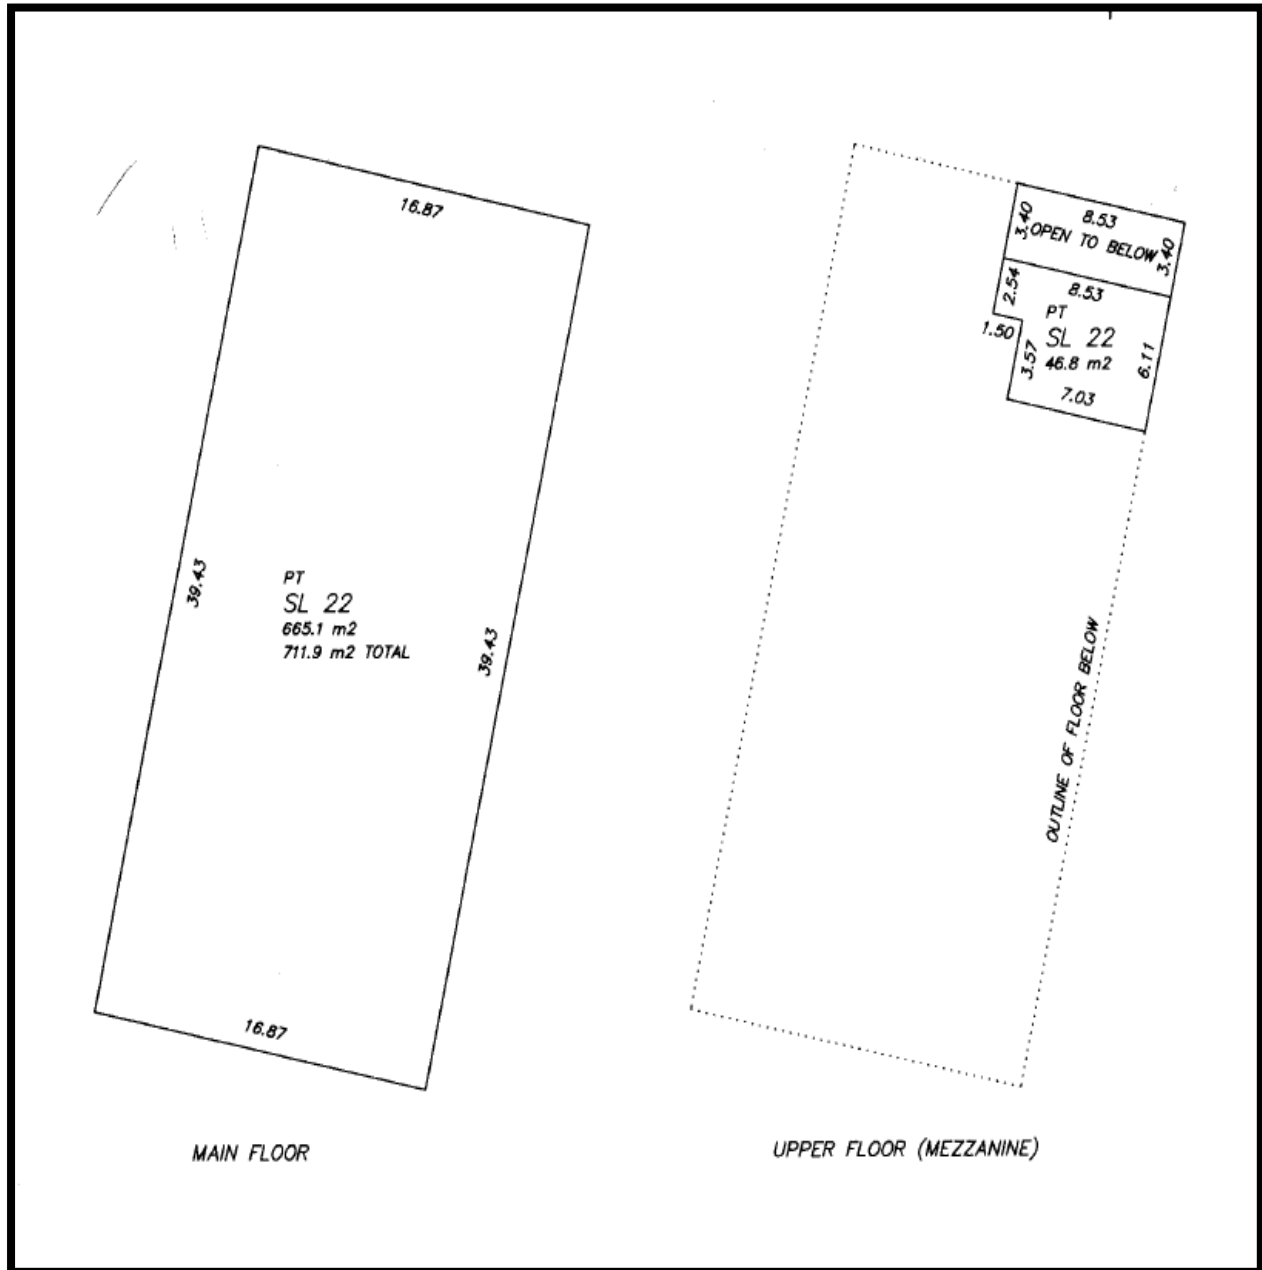 16.87
39.43
PT
SL 22
665.1 m2
711.9 m2 TOTAL
39.43
16.87
MAIN FLOOR
8.53
3.40
OPEN TO BELOW
3.40
2.54
8.53
1.50
PT
SL 22
46.8 m2
3.57
6.11
7.03
OUTLINE OF FLOOR BELOW
UPPER FLOOR (MEZZANINE)